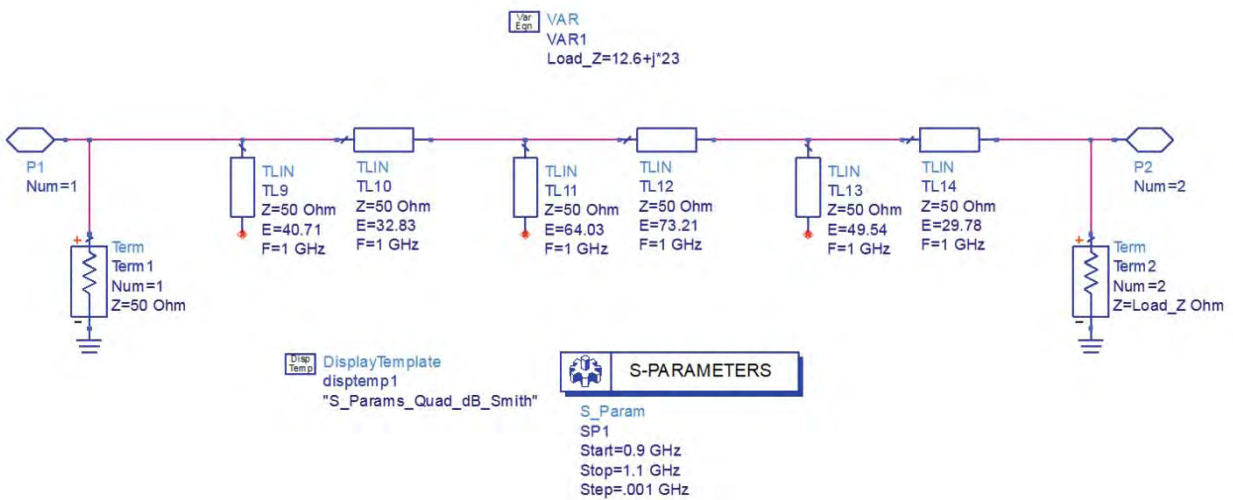 Var
Eqn
VAR
VAR1
Load_Z=12.6+j*23
P1
Num=1
TLIN
TL9
Z=50 Ohm
E=40.71
F=1 GHz
TLIN
TL10
Z=50 Ohm
E=32.83
F=1 GHz
TLIN
TL11
Z=50 Ohm
E=64.03
F=1 GHz
TLIN
TL12
Z=50 Ohm
E=73.21
F=1 GHz
TLIN
TL13
Z=50 Ohm
E=49.54
F=1 GHz
TLIN
TL14
Z=50 Ohm
E=29.78
F=1 GHz
P2
Num=2
+
Term
Term1
Num=1
Z=50 Ohm
-
+
Term
Term2
Num=2
Z=Load_Z Ohm
-
Disp
Temp
DisplayTemplate
disptemp1
"S_Params_Quad_dB_Smith"
S-PARAMETERS
S_Param
SP1
Start=0.9 GHz
Stop=1.1 GHz
Step=.001 GHz